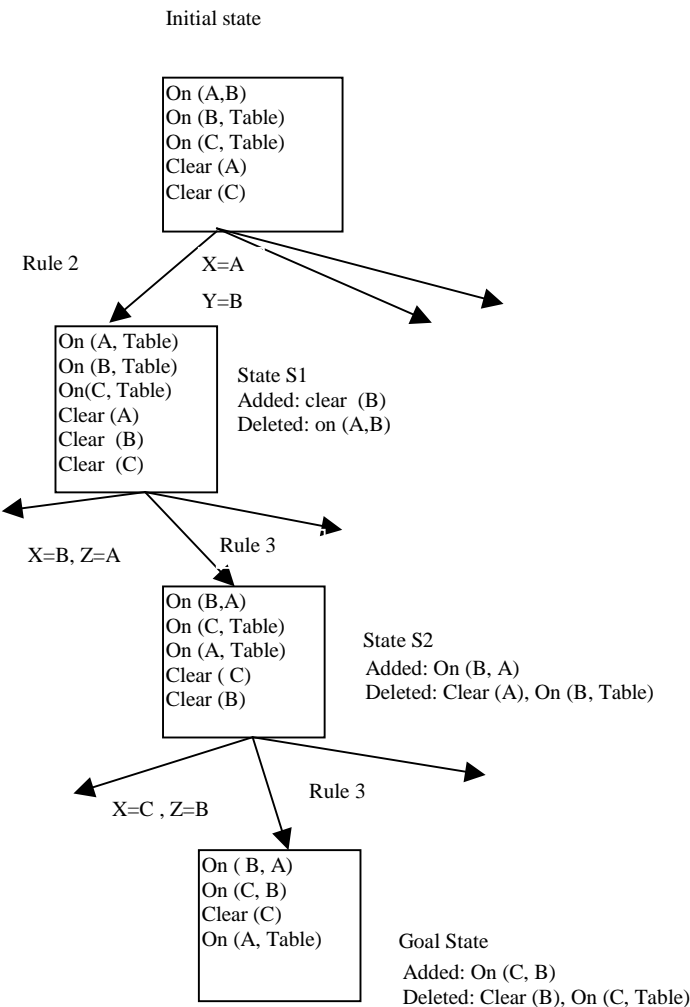 Initial state
On (A,B)
On (B, Table)
On (C, Table)
Clear (A)
Clear (C)
Rule 2
X=A
Y=B
On (A, Table)
On (B, Table)
On(C, Table)
Clear (A)
Clear  (B)
Clear  (C)
State S1
Added: clear  (B)
Deleted: on (A,B)
X=B, Z=A
Rule 3
On (B,A)
On (C, Table)
On (A, Table)
Clear ( C)
Clear (B)
State S2
Added: On (B, A)
Deleted: Clear (A), On (B, Table)
X=C , Z=B
Rule 3
On ( B, A)
On (C, B)
Clear (C)
On (A, Table)
Goal State
Added: On (C, B)
Deleted: Clear (B), On (C, Table)